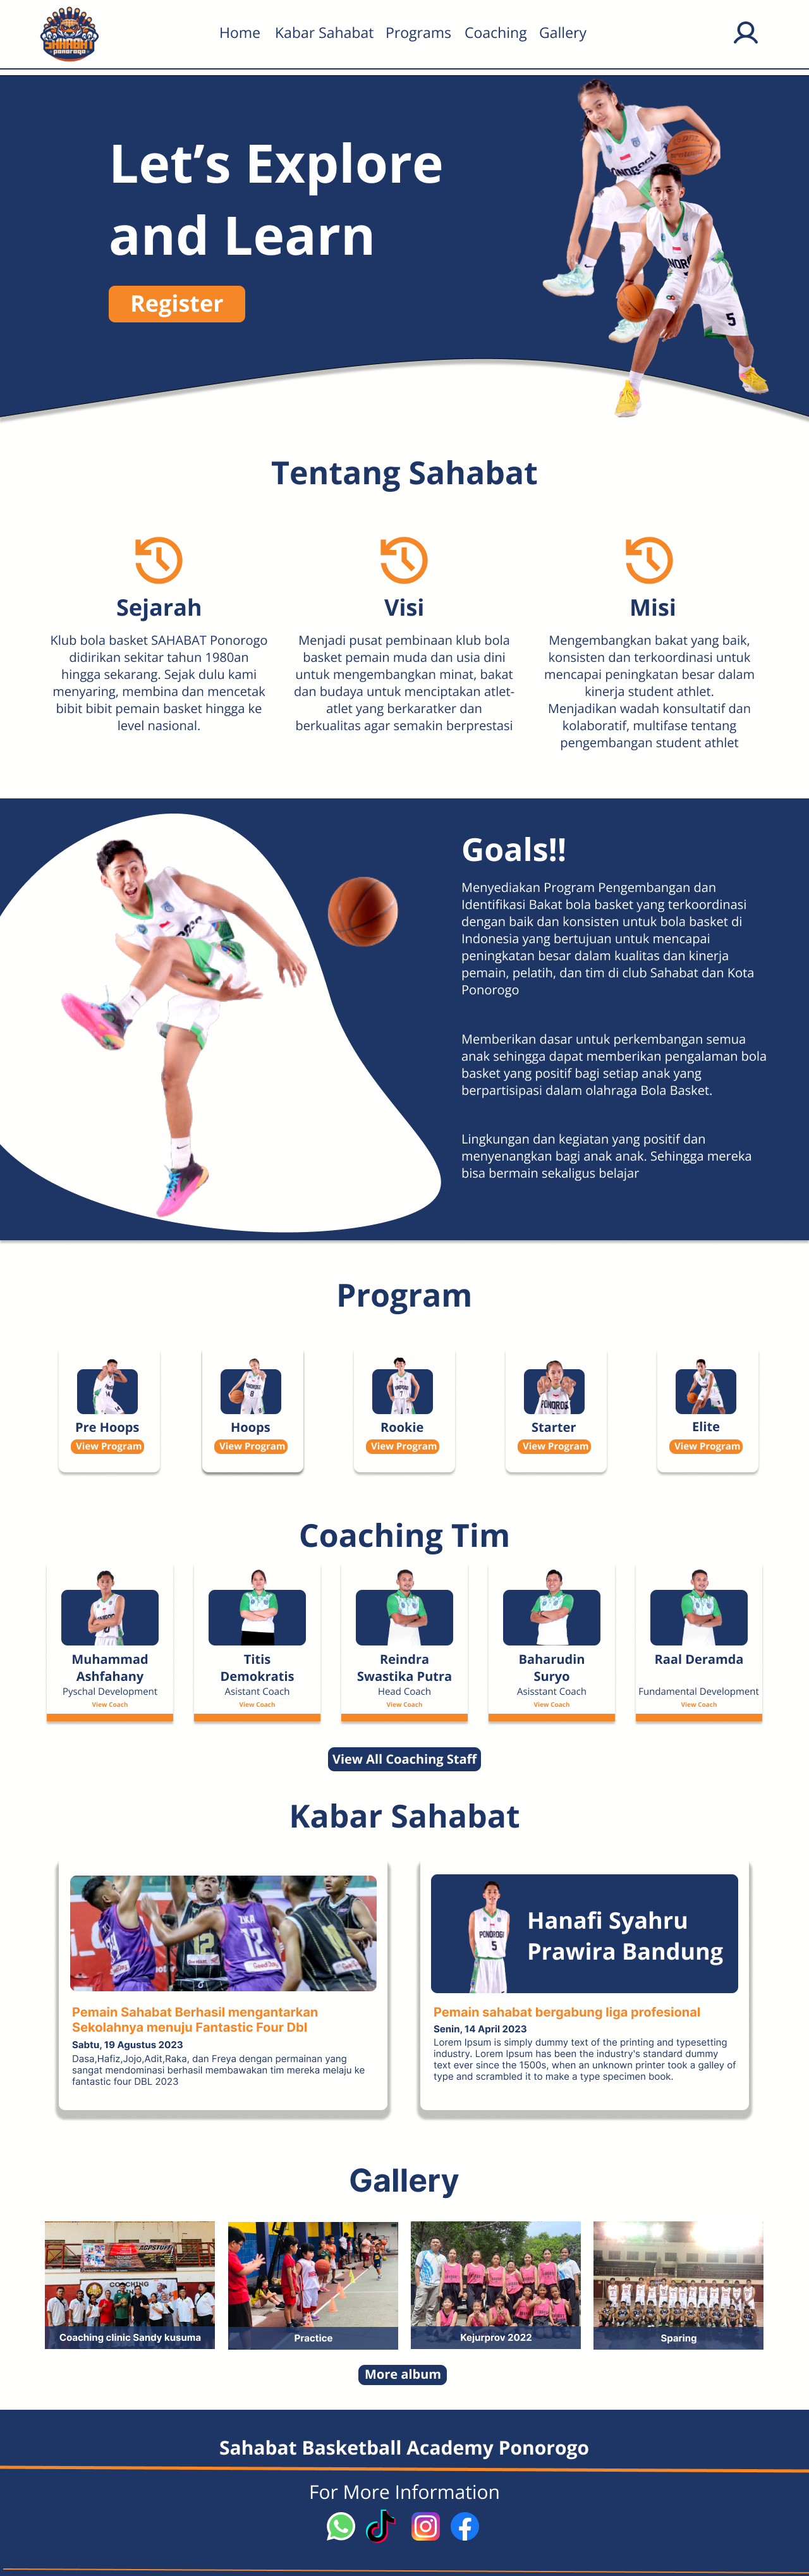 SAHABAT
ponorogo
Home Kabar Sahabat Programs Coaching Gallery
Let's Explore
and Learn
Register
Tentang Sahabat
Sejarah
Klub bola basket SAHABAT Ponorogo
didirikan sekitar tahun 1980an
hingga sekarang. Sejak dulu kami
menyaring, membina dan mencetak
bibit bibit pemain basket hingga ke
level nasional.
Visi
Menjadi pusat pembinaan klub bola
basket pemain muda dan usia dini
untuk mengembangkan minat, bakat
dan budaya untuk menciptakan atlet-
atlet yang berkaratker dan
berkualitas agar semakin berprestasi
Misi
Mengembangkan bakat yang baik,
konsisten dan terkoordinasi untuk
mencapai peningkatan besar dalam
kinerja student athlet.
Menjadikan wadah konsultatif dan
kolaboratif, multifase tentang
pengembangan student athlet
Goals!!
Menyediakan Program Pengembangan dan
Identifikasi Bakat bola basket yang terkoordinasi
dengan baik dan konsisten untuk bola basket di
Indonesia yang bertujuan untuk mencapai
peningkatan besar dalam kualitas dan kinerja
pemain, pelatih, dan tim di club Sahabat dan Kota
Ponorogo
Memberikan dasar untuk perkembangan semua
anak sehingga dapat memberikan pengalaman bola
basket yang positif bagi setiap anak yang
berpartisipasi dalam olahraga Bola Basket.
Lingkungan dan kegiatan yang positif dan
menyenangkan bagi anak anak. Sehingga mereka
bisa bermain sekaligus belajar
Program
Pre Hoops
View Program
Hoops
View Program
Rookie
View Program
Starter
View Program
Elite
View Program
Coaching Tim
Muhammad
Ashfahany
Pyschal Development
View Coach
Titis
Demokratis
Asistant Coach
View Coach
Reindra
Swastika Putra
Head Coach
View Coach
Baharudin
Suryo
Asisstant Coach
View Coach
Raal Deramda
Fundamental Development
View Coach
View All Coaching Staff
Kabar Sahabat
Pemain Sahabat Berhasil mengantarkan
Sekolahnya menuju Fantastic Four Dbl
Sabtu, 19 Agustus 2023
Dasa,Hafiz,Jojo,Adit,Raka, dan Freya dengan permainan yang
sangat mendominasi berhasil membawakan tim mereka melaju ke
fantastic four DBL 2023
Hanafi Syahru
Prawira Bandung
Pemain sahabat bergabung liga profesional
Senin, 14 April 2023
Lorem Ipsum is simply dummy text of the printing and typesetting
industry. Lorem Ipsum has been the industry's standard dummy
text ever since the 1500s, when an unknown printer took a galley of
type and scrambled it to make a type specimen book.
Gallery
Coaching clinic Sandy kusuma
Practice
Kejurprov 2022
Sparing
More album
Sahabat Basketball Academy Ponorogo
For More Information